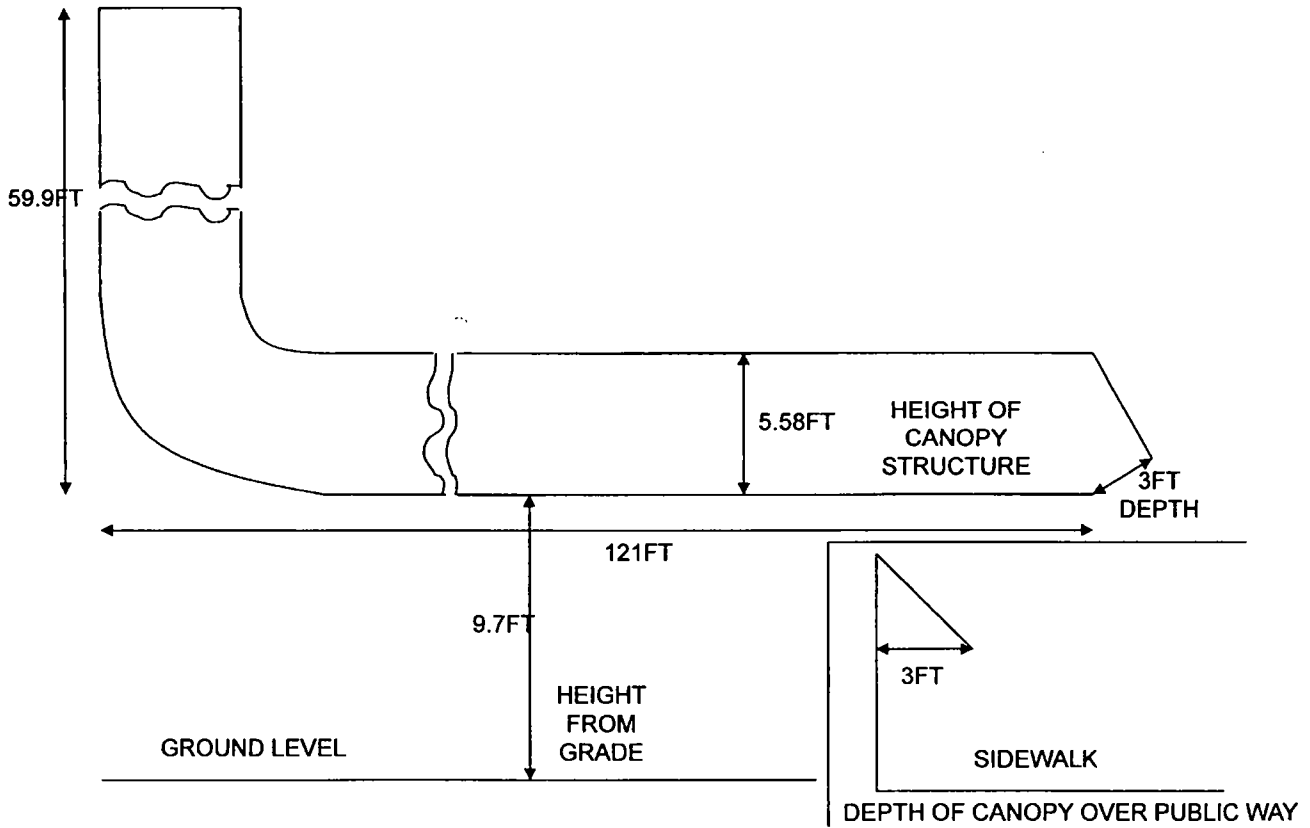 59.9FT
5.58FT
HEIGHT OF
CANOPY
STRUCTURE
3FT
DEPTH
121FT
9.7FT
3FT
HEIGHT
FROM
GRADE
GROUND LEVEL
SIDEWALK
DEPTH OF CANOPY OVER PUBLIC WAY